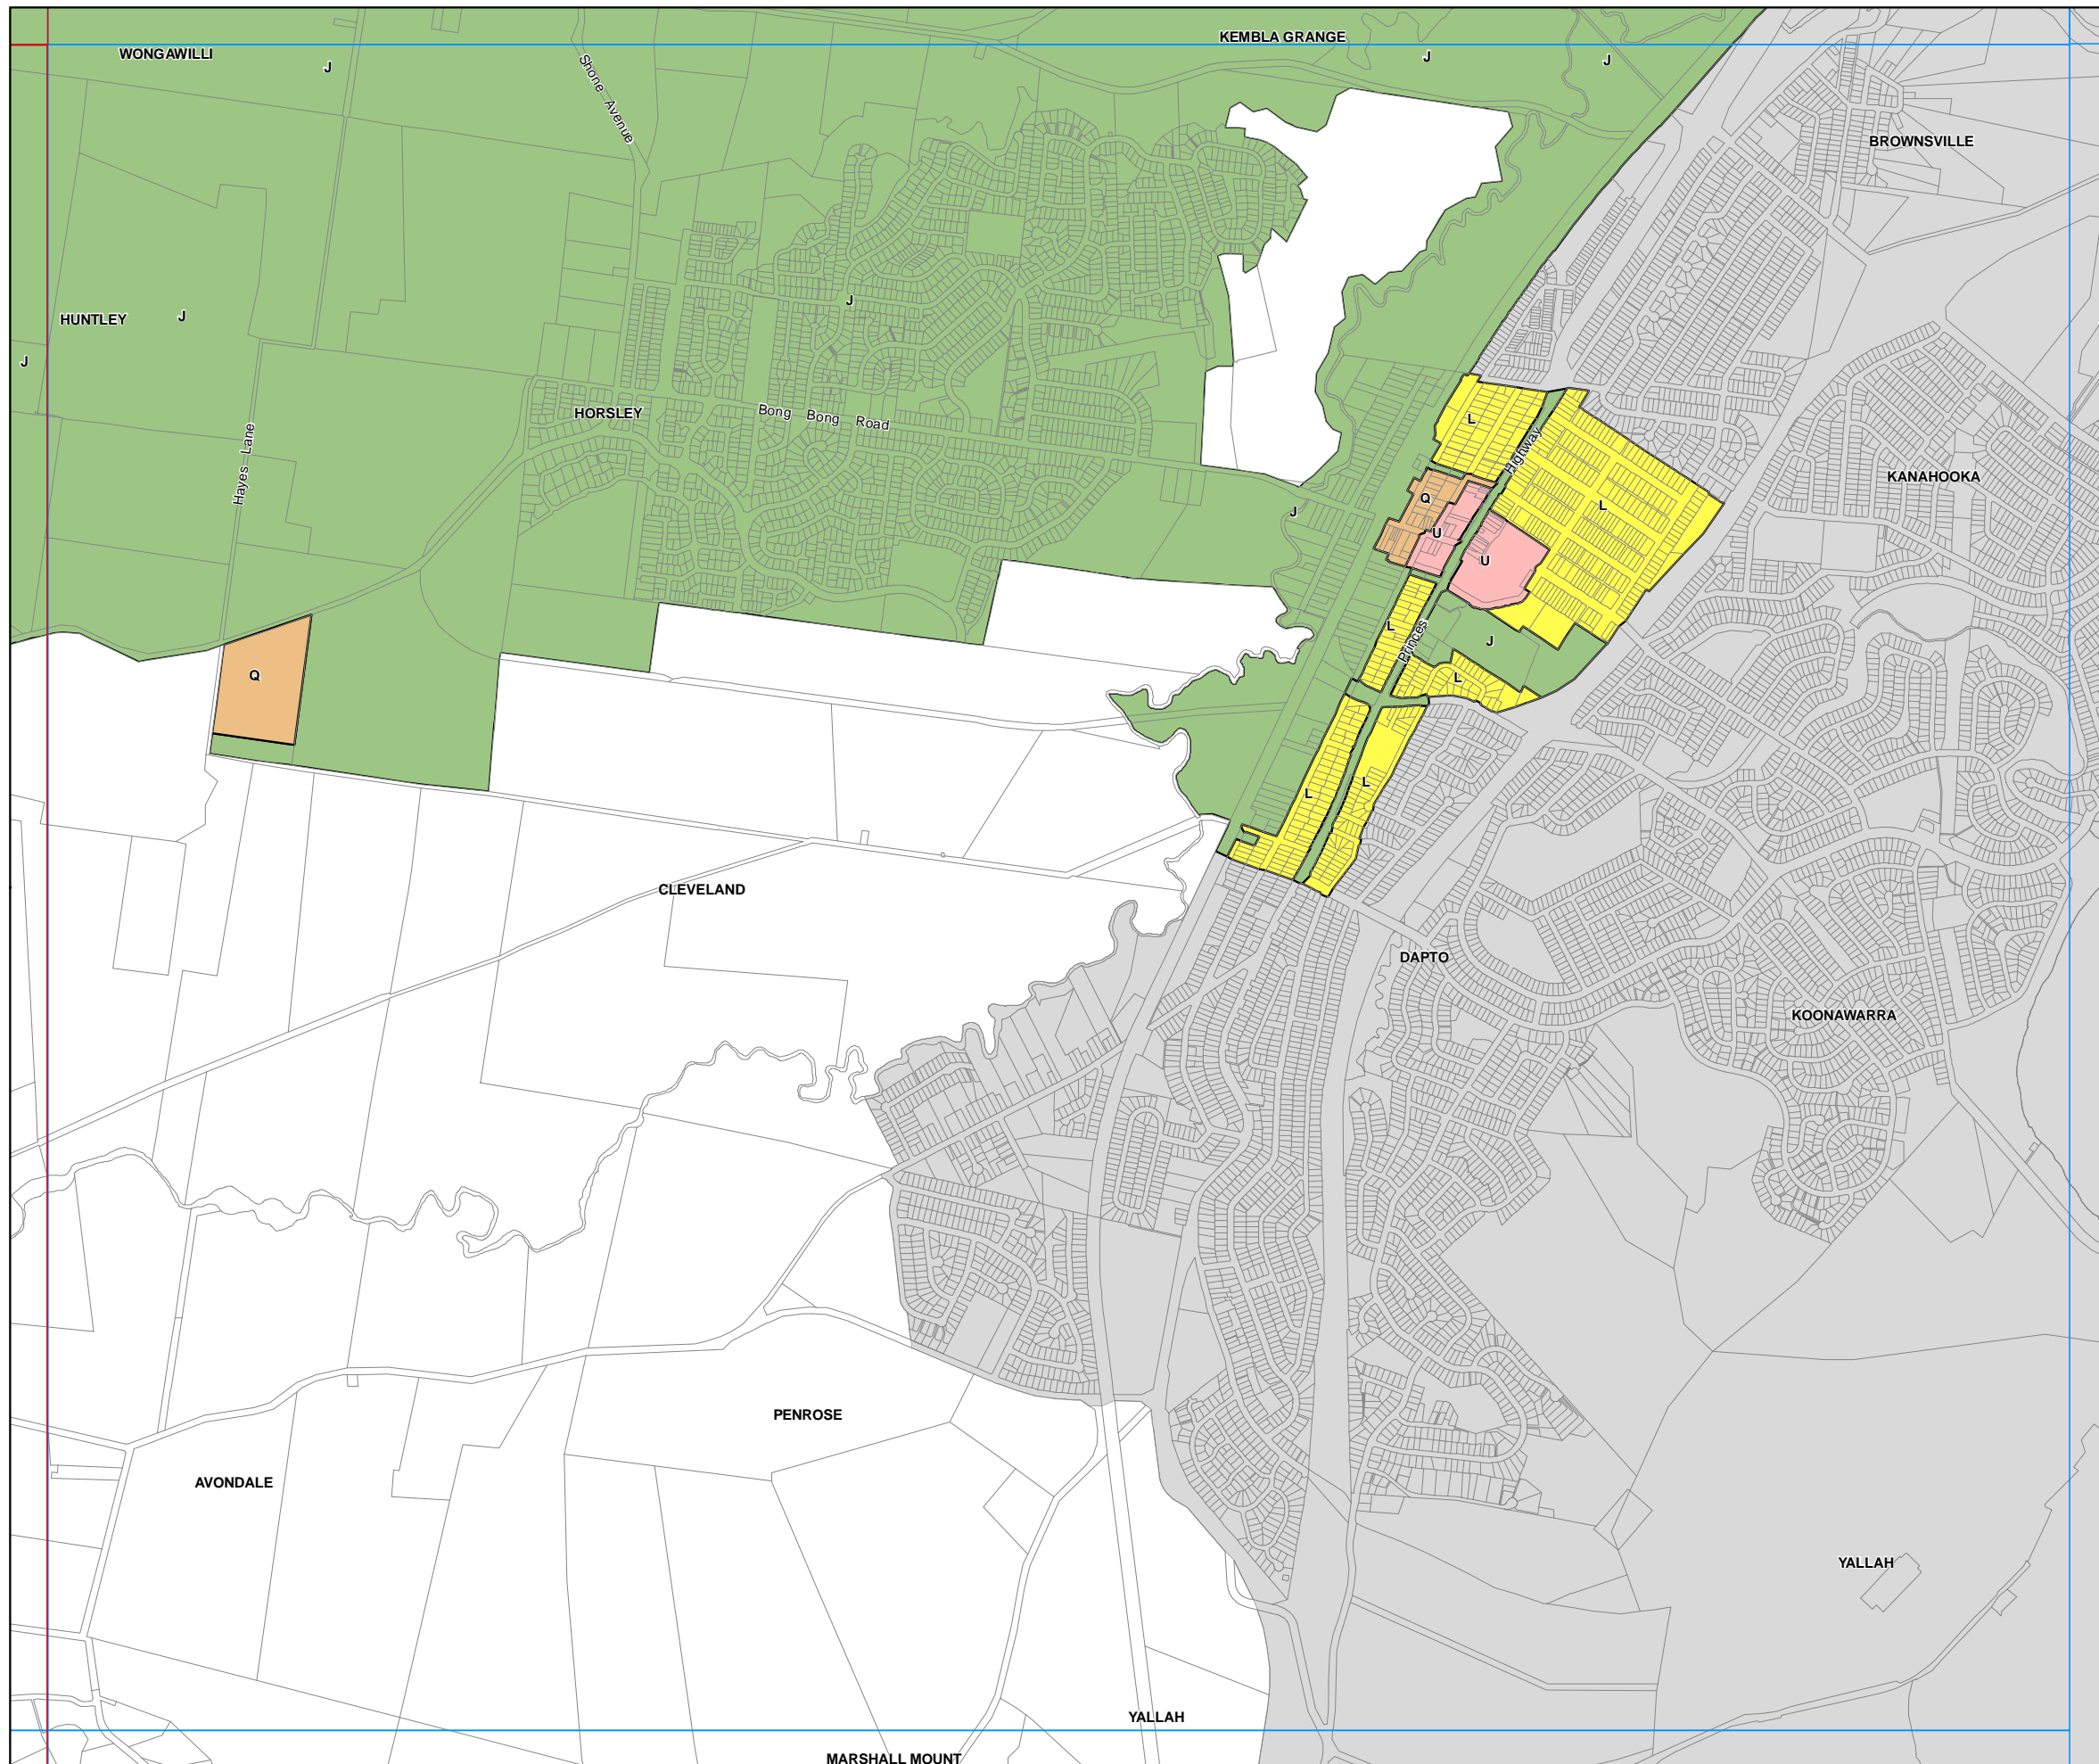 KEMBLA GRANGE
WONGAWILLI
J
J
J
Shone Avenue
BROWNSVILLE
J
HUNTLEY
J
J
HORSLEY
Bong Bong Road
L
Hayes Lane
Highway
KANAHOOKA
Q
L
J
U
U
L
Princes
J
Q
L
L
L
CLEVELAND
DAPTO
KOONAWARRA
PENROSE
AVONDALE
YALLAH
YALLAH
MARSHALL MOUNT